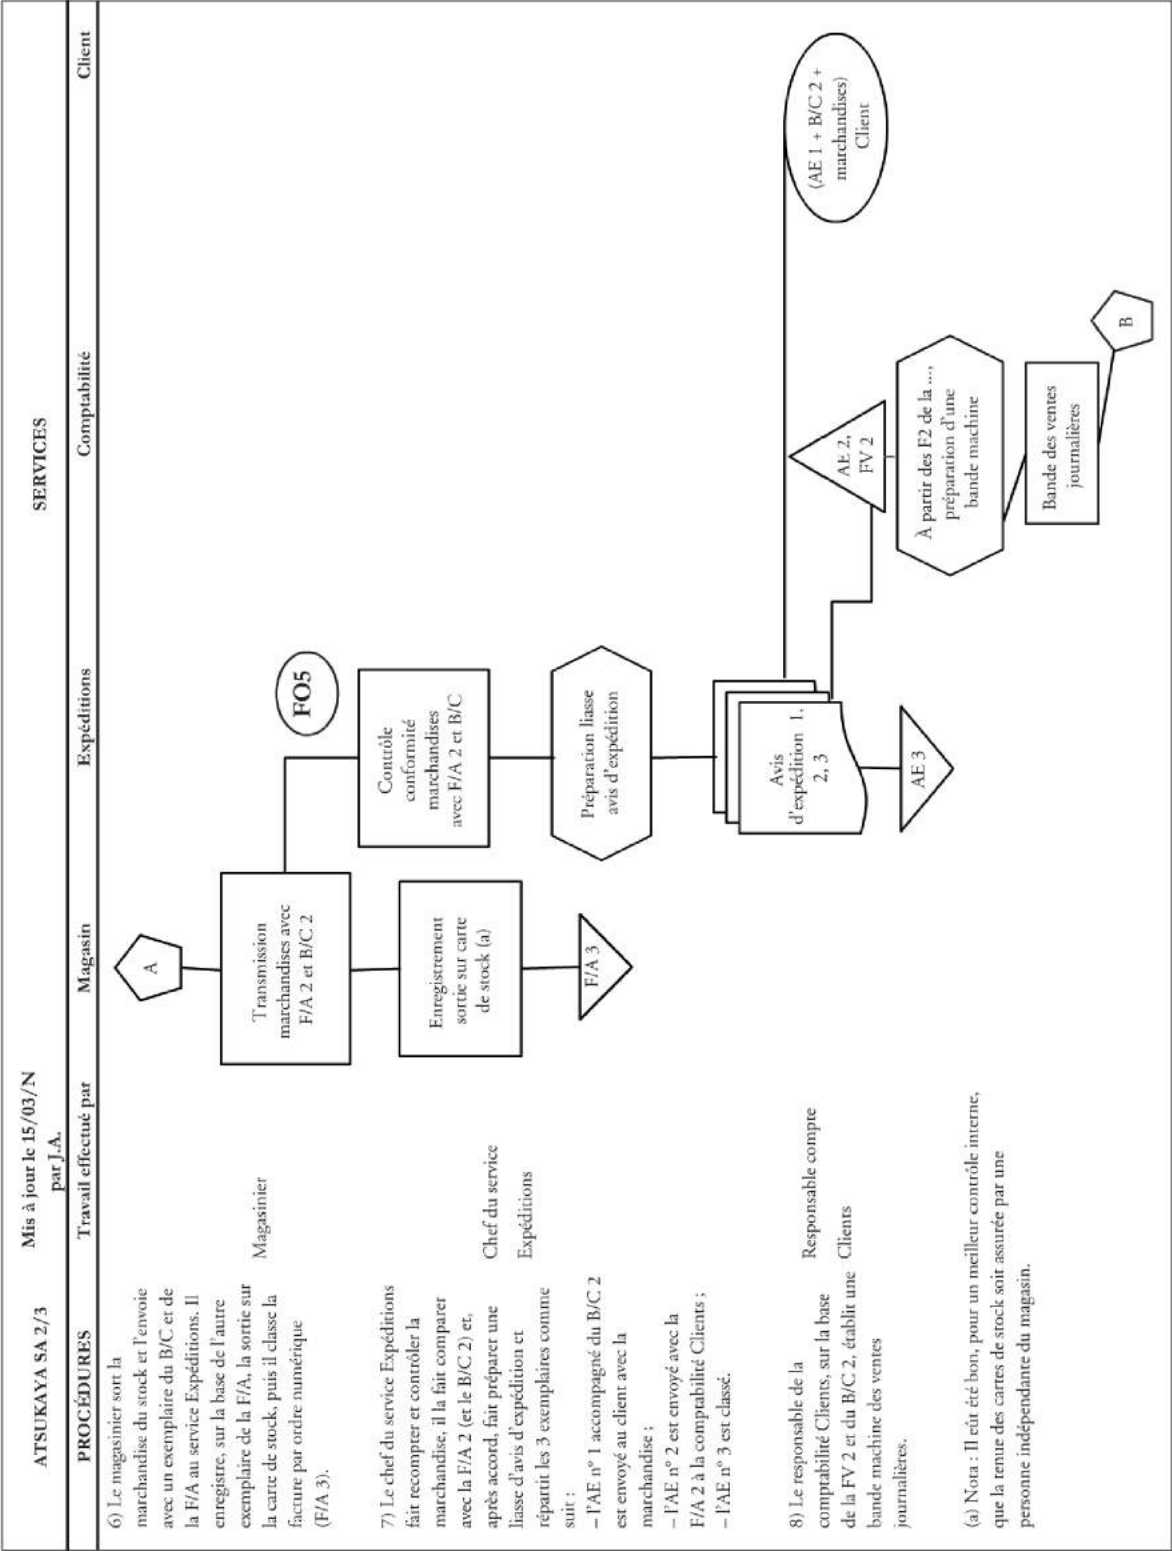 ATSUKAYA SA 2/3
Mis à jour le 15/03/N
par J.A.
SERVICES
PROCÉDURES
Travail effectué par
Magasin
Expéditions
Comptabilité
Client
6) Le magasinier sort la
marchandise du stock et l'envoie
avec un exemplaire du B/C et de
la F/A au service Expéditions. Il
enregistre, sur la base de l'autre
exemplaire de la F/A, la sortie sur
la carte de stock, puis il classe la
facture par ordre numérique
(F/A 3).
Magasinier
7) Le chef du service Expéditions
fait recompter et contrôler la
marchandise, il la fait comparer
avec la F/A 2 (et le B/C 2) et,
après accord, fait préparer une
liasse d'avis d'expédition et
répartit les 3 exemplaires comme
suit :
– l'AE n° 1 accompagné du B/C 2
est envoyé au client avec la
marchandise ;
– l'AE n° 2 est envoyé avec la
F/A 2 à la comptabilité Clients ;
– l'AE n° 3 est classé.
Chef du service
Expéditions
8) Le responsable de la
comptabilité Clients, sur la base
de la FV 2 et du B/C 2, établit une
bande machine des ventes
journalières.
Responsable compte
Clients
(a) Nota : Il eût été bon, pour un meilleur contrôle interne,
que la tenue des cartes de stock soit assurée par une
personne indépendante du magasin.
A
Transmission
marchandises avec
F/A 2 et B/C 2
Enregistrement
sortie sur carte
de stock (a)
F/A 3
FO5
Contrôle
conformité
marchandises
avec F/A 2 et B/C
Préparation liasse
avis d'expédition
Avis
d'expédition 1,
2, 3
AE 3
AE 2,
FV 2
À partir des F2 de la ...,
préparation d'une
bande machine
Bande des ventes
journalières
B
(AE 1 + B/C 2 +
marchandises)
Client